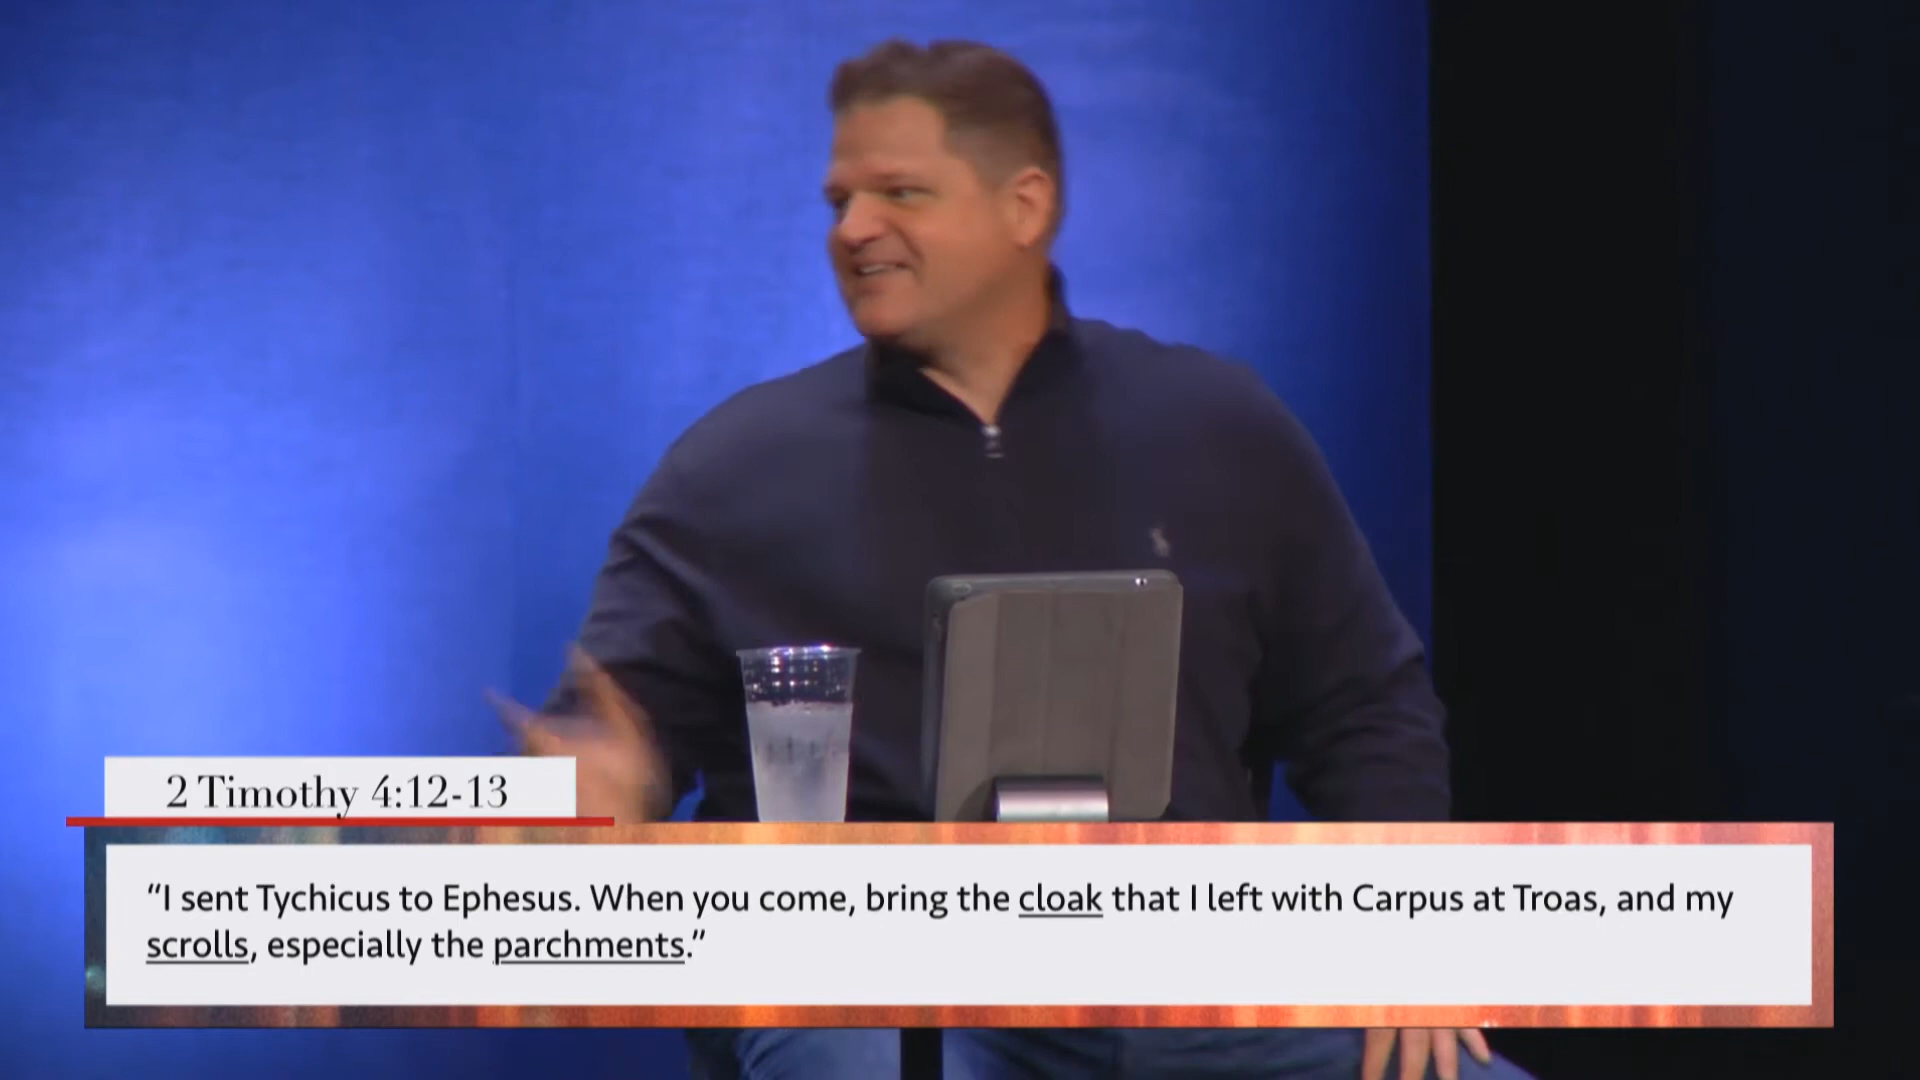 2 Timothy 4:12-13
“I sent Tychicus to Ephesus. When you come, bring the cloak that I left with Carpus at Troas, and my
scrolls, especially the parchments.”